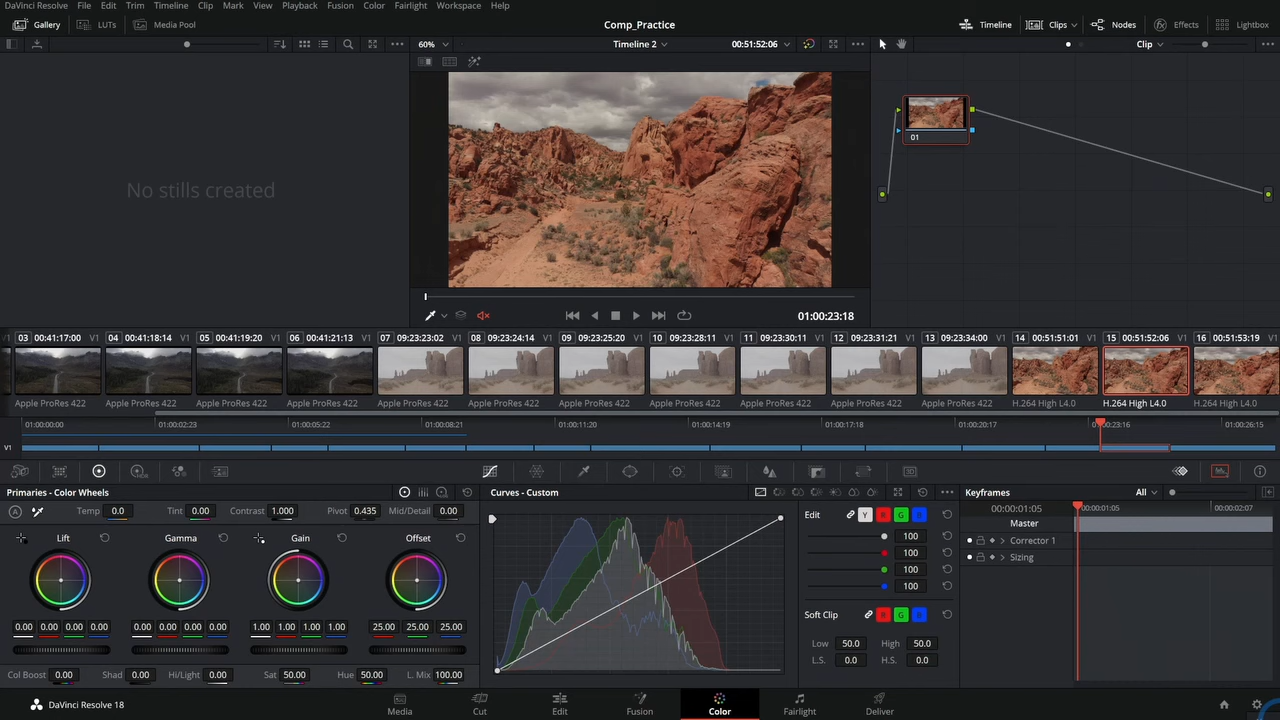 DaVinci Resolve File Edit Trim Timeline Clip Mark View Playback Fusion Color Fairlight Workspace Help
Gallery LUTs Media Pool Comp_Practice Timeline Clips Nodes Effects Lightbox
60% Timeline 2 00:51:52:06 Clip
No stills created
01
01:00:23:18
03 00:41:17:00 V1 04 00:41:18:14 V1 05 00:41:19:20 V1 06 00:41:21:13 V1 07 09:23:23:02 V1 08 09:23:24:14 V1 09 09:23:25:20 V1 10 09:23:28:11 V1 11 09:23:30:11 V1 12 09:23:31:21 V1 13 09:23:34:00 V1 14 00:51:51:01 V1 15 00:51:52:06 V1 16 00:51:53:19 V1
Apple ProRes 422 Apple ProRes 422 Apple ProRes 422 Apple ProRes 422 Apple ProRes 422 Apple ProRes 422 Apple ProRes 422 Apple ProRes 422 Apple ProRes 422 Apple ProRes 422 Apple ProRes 422 H.264 High L4.0 H.264 High L4.0 H.264 High L4.0
01:00:00:00 01:00:02:23 01:00:05:22 01:00:08:21 01:00:11:20 01:00:14:19 01:00:17:18 01:00:20:17 01:00:23:16 01:00:26:15
V1
Primaries - Color Wheels Curves - Custom Keyframes All
Temp 0.0 Tint 0.00 Contrast 1.000 Pivot 0.435 Mid/Detail 0.00 Edit Y R G B 00:00:01:05 00:00:01:05 00:00:02:07
Master
Lift Gamma Gain Offset 100
Corrector 1
100
Sizing
100
100
Soft Clip R G B
0.00 0.00 0.00 0.00 0.00 0.00 0.00 0.00 1.00 1.00 1.00 1.00 25.00 25.00 25.00
Low 50.0 High 50.0
L.S. 0.0 H.S. 0.0
Col Boost 0.00 Shad 0.00 Hi/Light 0.00 Sat 50.00 Hue 50.00 L. Mix 100.00
DaVinci Resolve 18 Media Cut Edit Fusion Color Fairlight Deliver